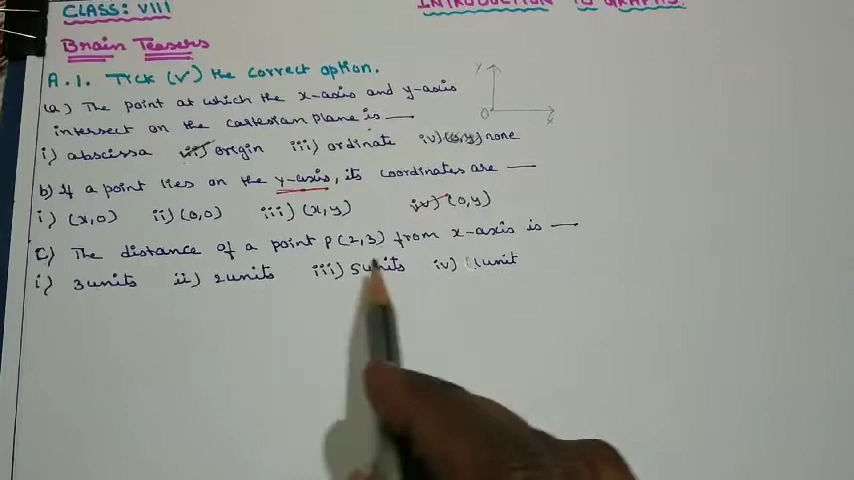 CLASS: VIII
INTRODUCTION TO GRAPHS.
Brain Teasers
A.1. Tick (√) the correct option.
(a) The point at which the x-axis and y-axis
intersect on the cartesian plane is ——
i) abscissa ii) origin iii) ordinate iv) none
Y
O
X
b) If a point lies on the y-axis, its coordinates are ——
i) (x,0) ii) (0,0) iii) (x,y) iv) (0,y)
c) The distance of a point P(2,3) from x-axis is ——
i) 3units ii) 2units iii) 5units iv) 1unit